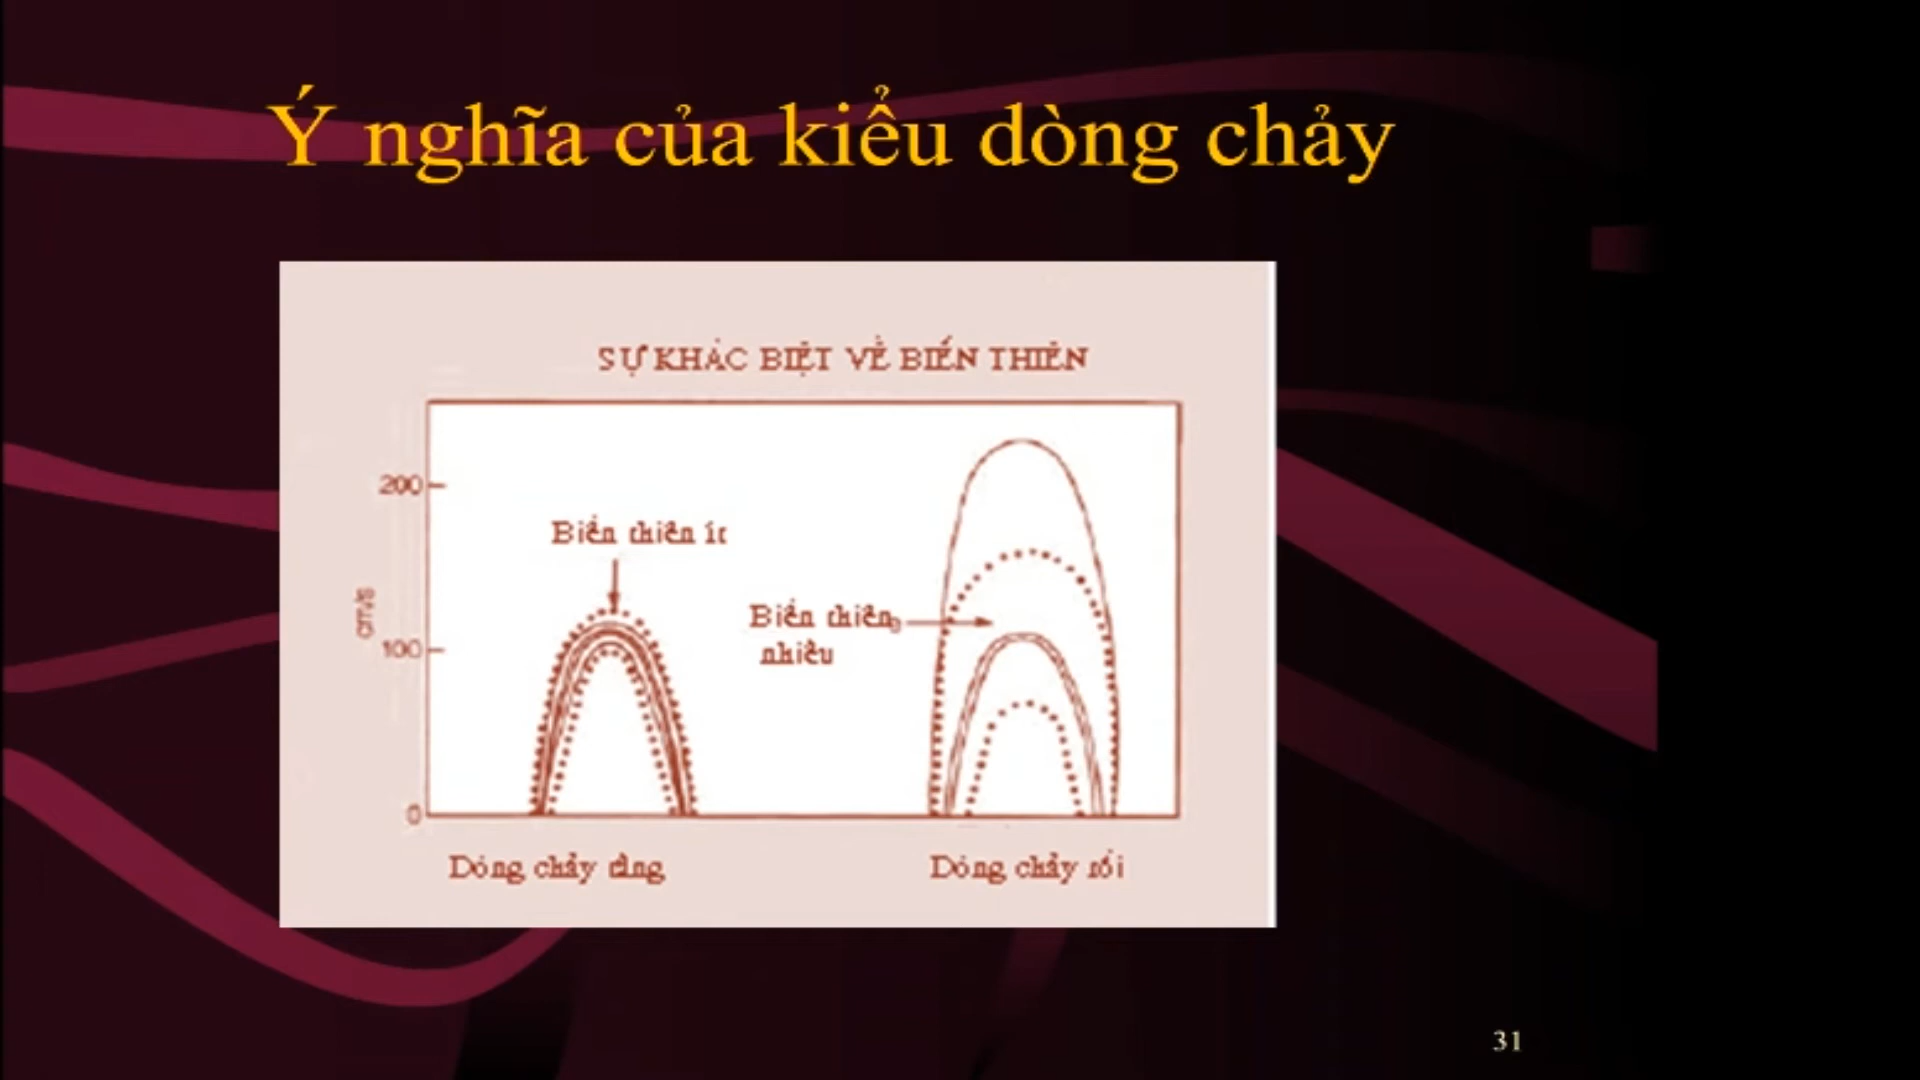 Ý nghĩa của kiểu dòng chảy
SỰ KHÁC BIỆT VỀ BIẾN THIÊN
200
Biến thiên ít
cm/s
Biến thiên
nhiều
100
0
Dòng chảy tầng
Dòng chảy rối
31